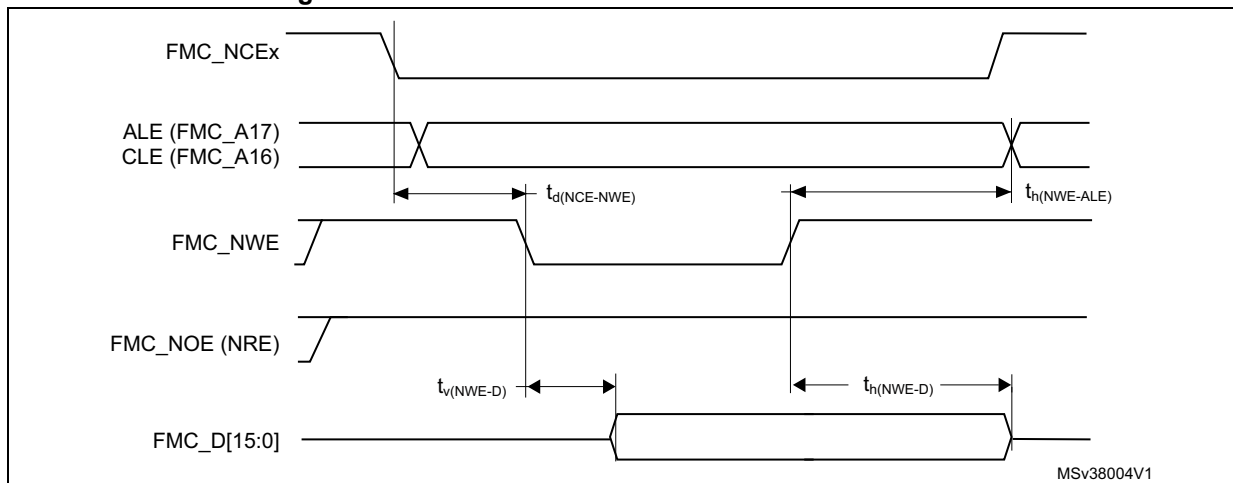 FMC_NCEx
ALE (FMC_A17)
CLE (FMC_A16)
td(NCE-NWE)
th(NWE-ALE)
FMC_NWE
FMC_NOE (NRE)
tv(NWE-D)
th(NWE-D)
FMC_D[15:0]
MSv38004V1